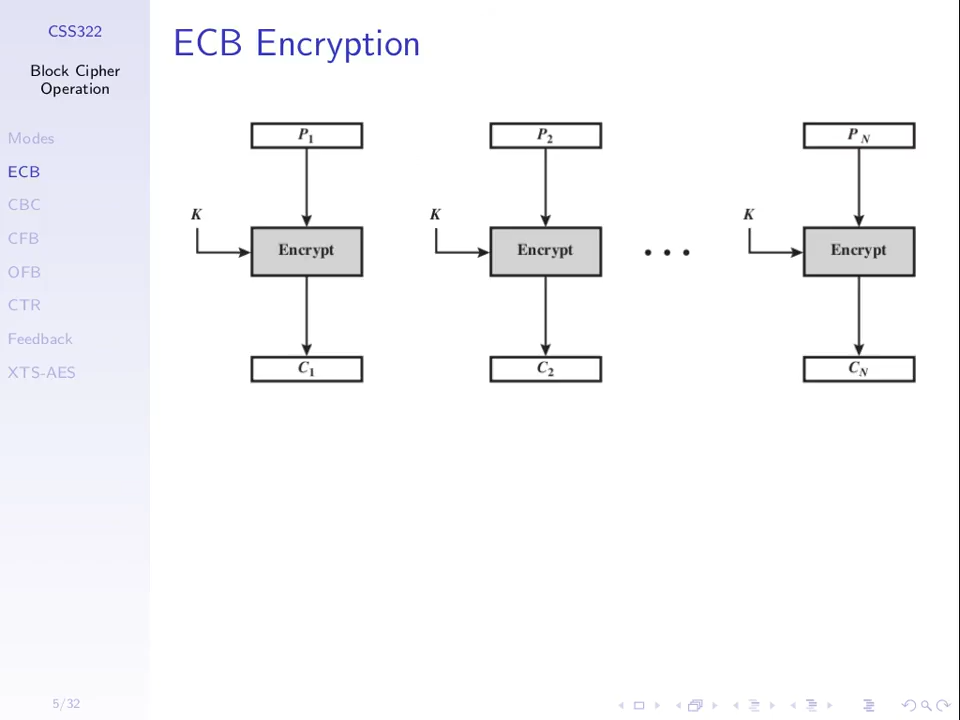 CSS322
Block Cipher
Operation
Modes
ECB
CBC
CFB
OFB
CTR
Feedback
XTS-AES
5/32
ECB Encryption
P1 P2 PN
K K K
Encrypt Encrypt • • • Encrypt
C1 C2 CN